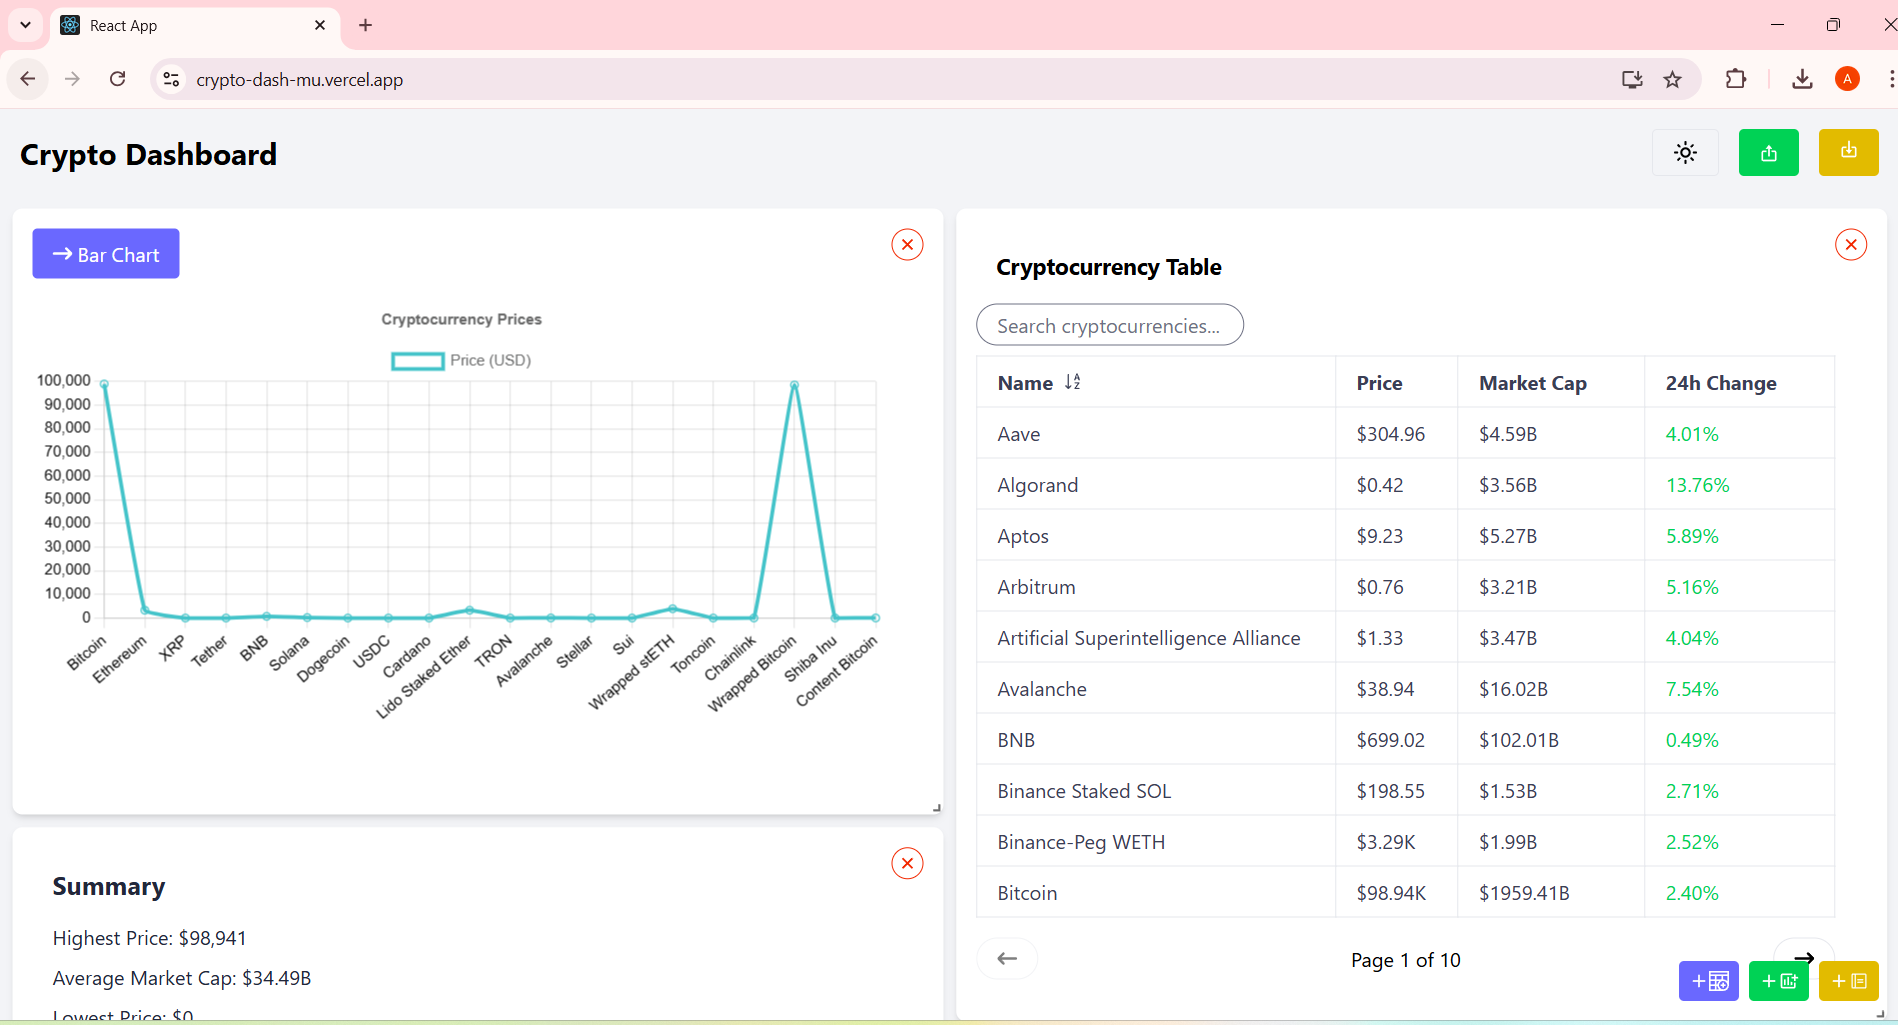 React App
crypto-dash-mu.vercel.app
A
Crypto Dashboard
Bar Chart
Cryptocurrency Prices
Price (USD)
100,000
90,000
80,000
70,000
60,000
50,000
40,000
30,000
20,000
10,000
0
Bitcoin
Ethereum
XRP
Tether
BNB
Solana
Dogecoin
USDC
Cardano
Lido Staked Ether
TRON
Avalanche
Stellar
Sui
Wrapped stETH
Toncoin
Chainlink
Wrapped Bitcoin
Shiba Inu
Content Bitcoin
Summary
Highest Price: $98,941
Average Market Cap: $34.49B
Lowest Price: $0
Cryptocurrency Table
Search cryptocurrencies...
Name Price Market Cap 24h Change
Aave $304.96 $4.59B 4.01%
Algorand $0.42 $3.56B 13.76%
Aptos $9.23 $5.27B 5.89%
Arbitrum $0.76 $3.21B 5.16%
Artificial Superintelligence Alliance $1.33 $3.47B 4.04%
Avalanche $38.94 $16.02B 7.54%
BNB $699.02 $102.01B 0.49%
Binance Staked SOL $198.55 $1.53B 2.71%
Binance-Peg WETH $3.29K $1.99B 2.52%
Bitcoin $98.94K $1959.41B 2.40%
Page 1 of 10